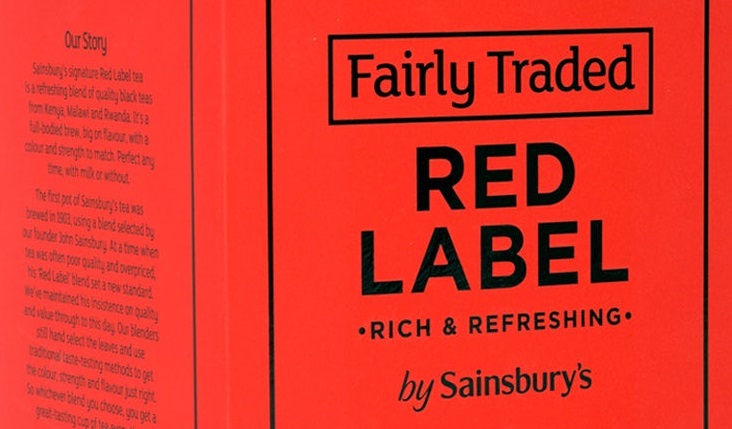 Our Story
Sainsbury's signature Red Label tea
is a refreshing blend of quality black teas
from Kenya, Malawi and Rwanda. It's a
full-bodied brew, big on flavour, with a
colour and strength to match. Perfect any
time, with milk or without.
The first pot of Sainsbury's tea was
brewed in 1903, using a blend selected by
our founder John Sainsbury. At a time when
tea was often poor quality and overpriced,
his 'Red Label' blend set a new standard.
We've maintained his insistence on quality
and value through to this day. Our blenders
still hand select the leaves and use
traditional taste-testing methods to get
the colour, strength and flavour just right.
So whichever blend you choose, you get a
great-tasting cup of tea
Fairly Traded
RED
LABEL
•RICH & REFRESHING•
by Sainsbury's